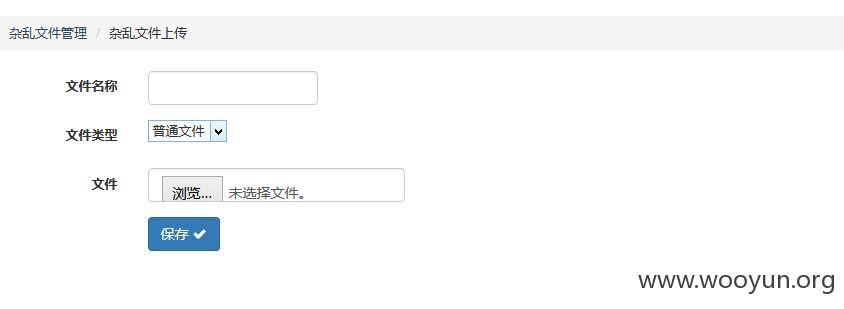 杂乱文件管理 / 杂乱文件上传
文件名称
文件类型 普通文件
文件 浏览... 未选择文件。
保存
www.wooyun.org